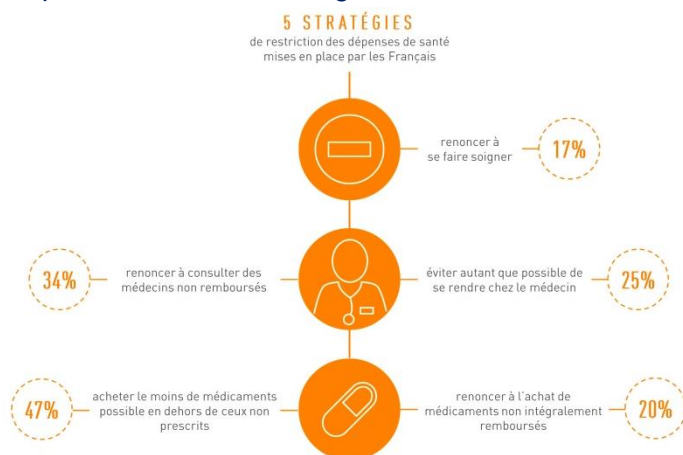 5 STRATÉGIES
de restriction des dépenses de santé
mises en place par les Français
renoncer à
se faire soigner
17%
34%
renoncer à consulter des
médecins non remboursés
éviter autant que possible de
se rendre chez le médecin
25%
47%
acheter le moins de médicaments
possible en dehors de ceux non
prescrits
renoncer à l'achat de
médicaments non intégralement
remboursés
20%